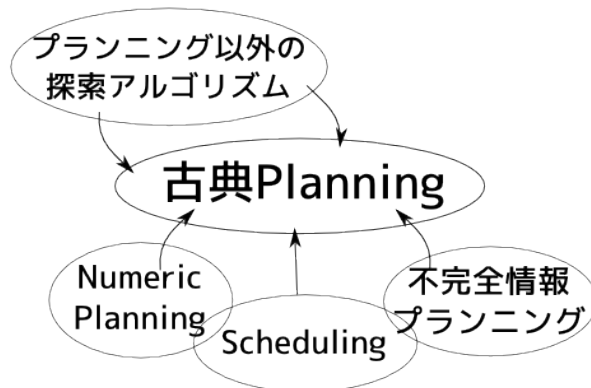 プランニング以外の
探索アルゴリズム
古典Planning
Numeric
Planning
Scheduling
不完全情報
プランニング